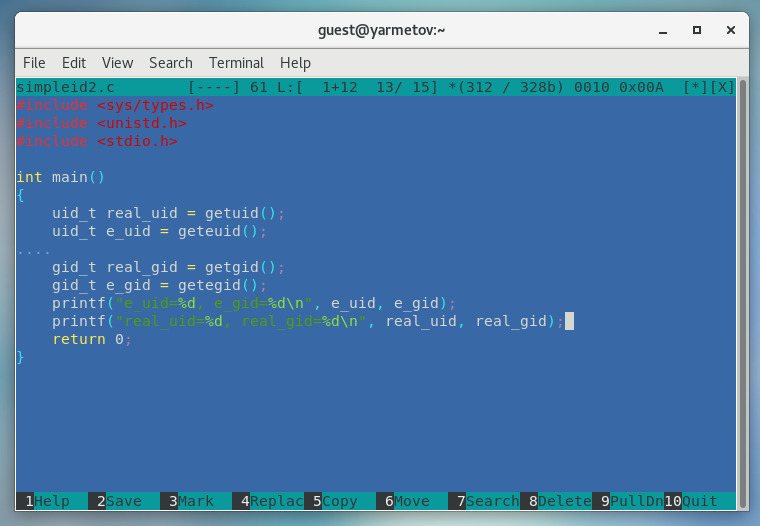 guest@yarmetov:~
File Edit View Search Terminal Help
simpleid2.c        [----] 61 L:[  1+12  13/ 15] *(312 / 328b) 0010 0x00A  [*][X]
#include <sys/types.h>
#include <unistd.h>
#include <stdio.h>

int main()
{
    uid_t real_uid = getuid();
    uid_t e_uid = geteuid();
....
    gid_t real_gid = getgid();
    gid_t e_gid = getegid();
    printf("e_uid=%d, e_gid=%d\n", e_uid, e_gid);
    printf("real_uid=%d, real_gid=%d\n", real_uid, real_gid);
    return 0;
}
1Help 2Save 3Mark 4Replac 5Copy 6Move 7Search 8Delete 9PullDn 10Quit